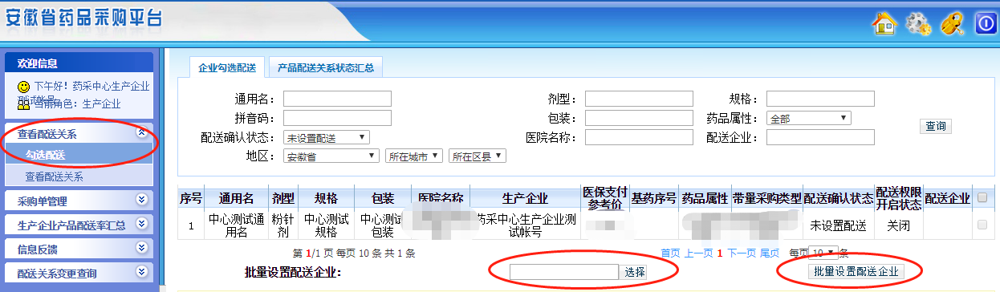 安徽省药品采购平台
欢迎信息
下午好！药采中心生产企业
当前角色：生产企业
查看配送关系
勾选配送
查看配送关系
采购单管理
生产企业产品配送率汇总
信息反馈
配送关系变更查询
企业勾选配送 产品配送关系状态汇总
通用名： 剂型： 规格：
拼音码： 包装： 药品属性： 全部
配送确认状态： 未设置配送 医院名称： 配送企业：
地区： 安徽省 所在城市 所在区县
查询
序号 通用名 剂型 规格 包装 医院名称 生产企业 医保支付参考价 基药序号 药品属性 带量采购类型 配送确认状态 配送权限开启状态 配送企业
1 中心测试通用名 粉针剂 中心测试规格 中心测试包装 药采中心生产企业测试帐号 未设置配送 关闭
第 1/1 页 每页 10 条 共 1 条 首页 上一页 1 下一页 尾页 每页 10 条
批量设置配送企业： 选择 批量设置配送企业